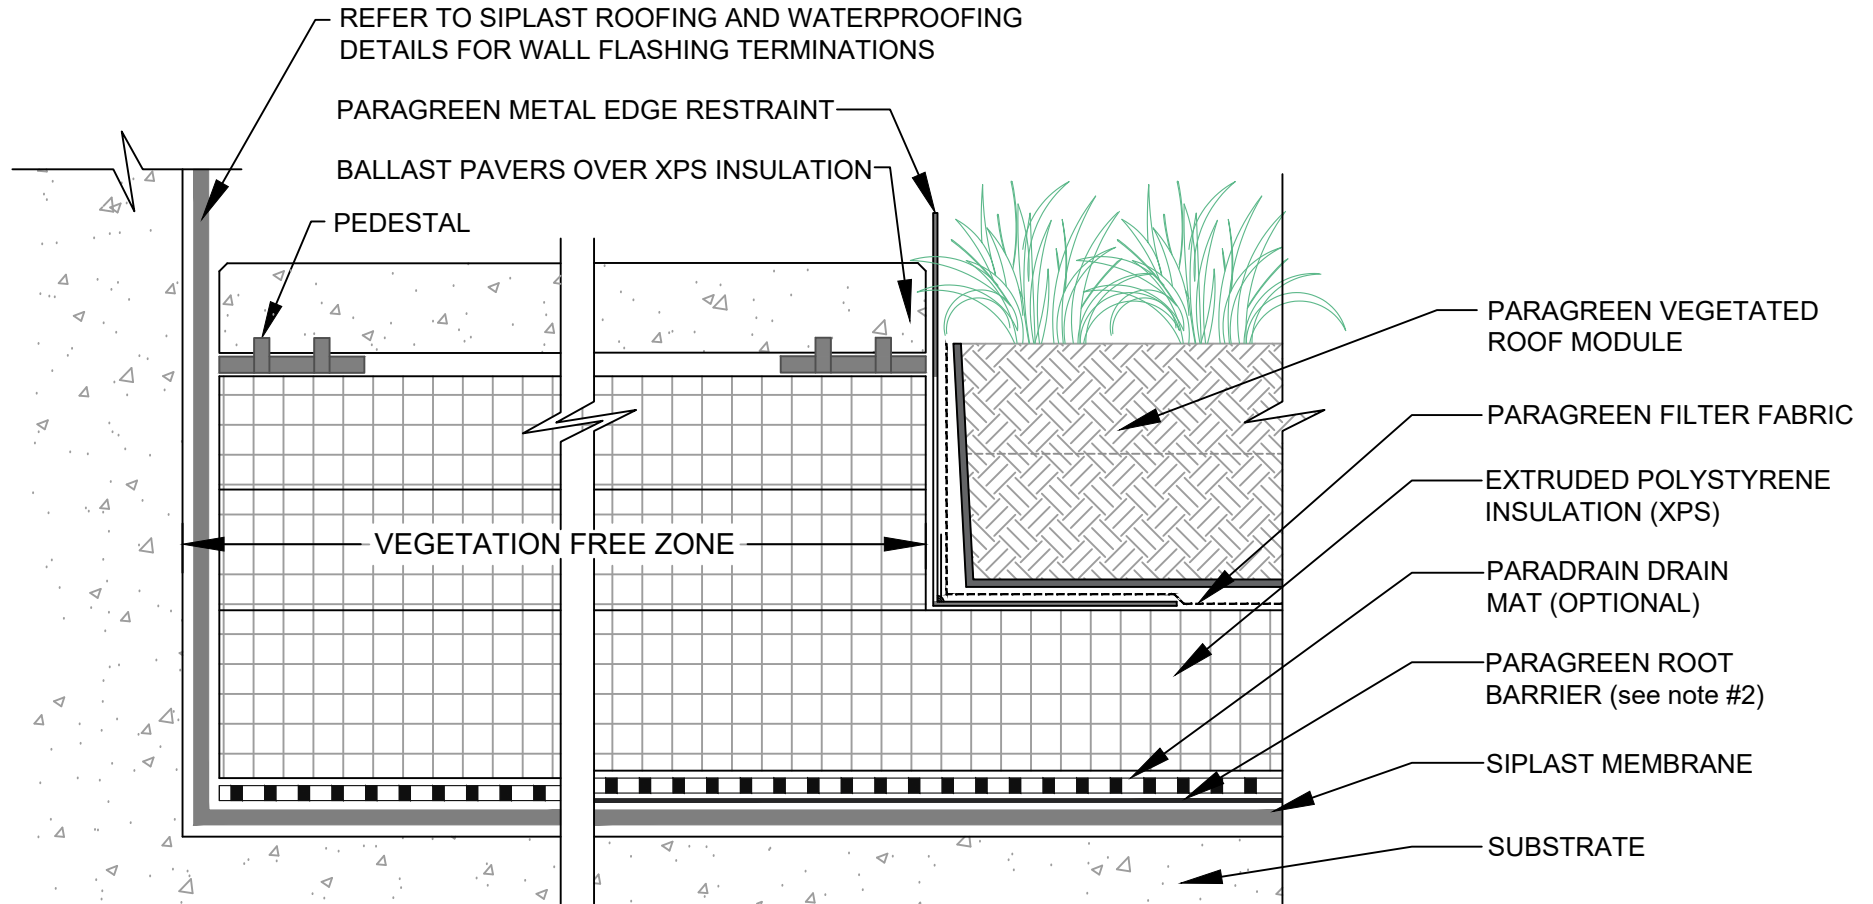 REFER TO SIPLAST ROOFING AND WATERPROOFING
DETAILS FOR WALL FLASHING TERMINATIONS
PARAGREEN METAL EDGE RESTRAINT
BALLAST PAVERS OVER XPS INSULATION
PEDESTAL
VEGETATION FREE ZONE
PARAGREEN VEGETATED
ROOF MODULE
PARAGREEN FILTER FABRIC
EXTRUDED POLYSTYRENE
INSULATION (XPS)
PARADRAIN DRAIN
MAT (OPTIONAL)
PARAGREEN ROOT
BARRIER (see note #2)
SIPLAST MEMBRANE
SUBSTRATE